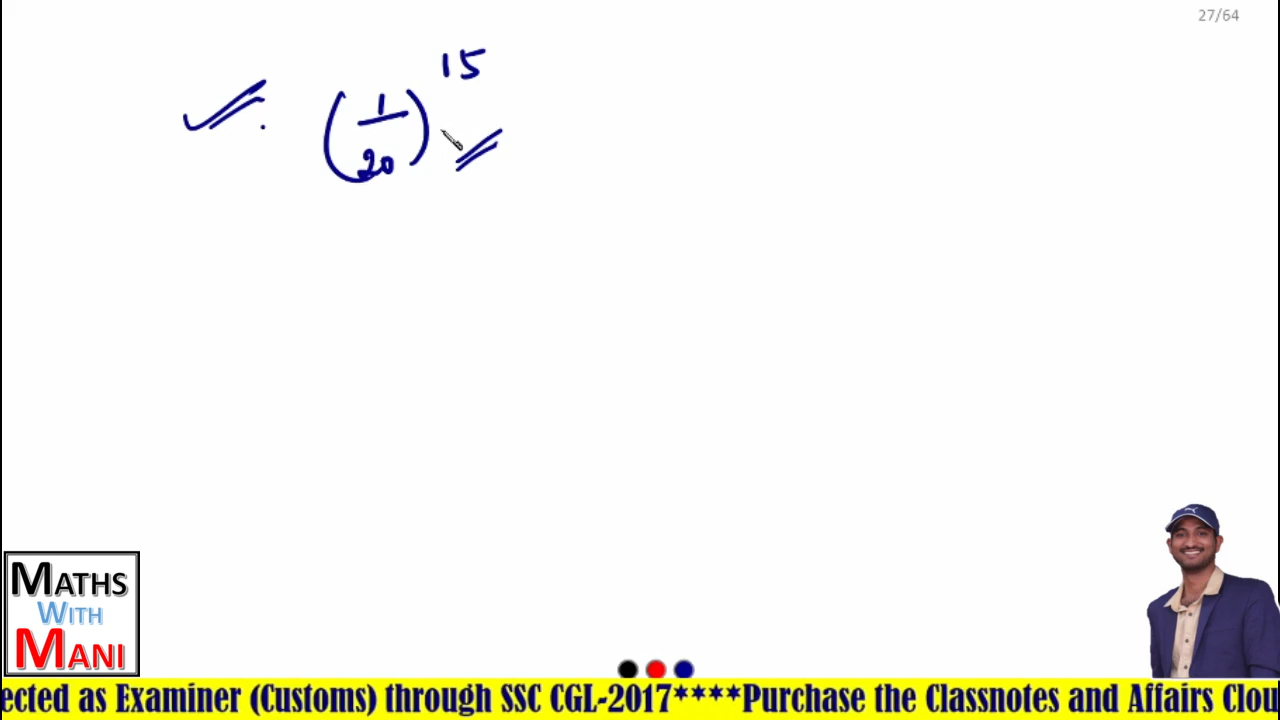 27/64
(1/20)^15
MATHS
WITH
MANI
ected as Examiner (Customs) through SSC CGL-2017****Purchase the Classnotes and Affairs Clou